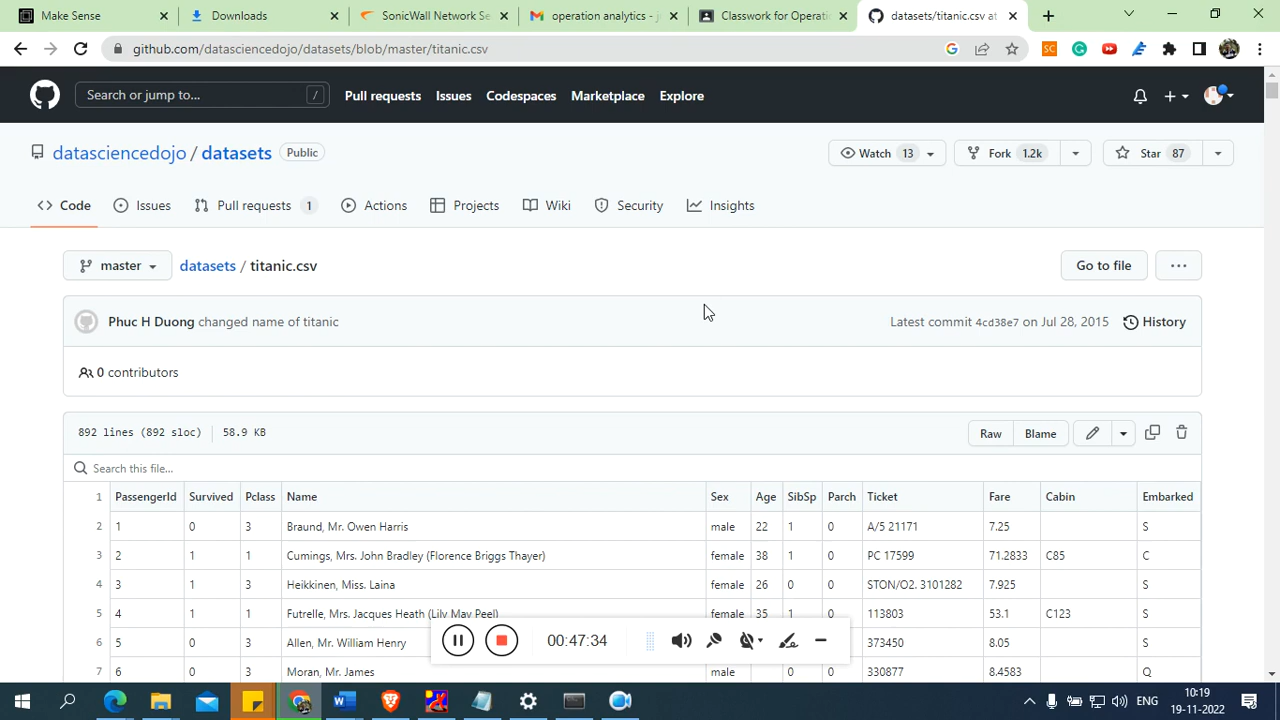 Make Sense
Downloads
SonicWall Network Se
operation analytics - j
Classwork for Operatio
datasets/titanic.csv at
github.com/datasciencedojo/datasets/blob/master/titanic.csv
SC
Search or jump to...
/
Pull requests
Issues
Codespaces
Marketplace
Explore
datasciencedojo / datasets
Public
Watch 13
Fork 1.2k
Star 87
Code
Issues
Pull requests 1
Actions
Projects
Wiki
Security
Insights
master
datasets / titanic.csv
Go to file
Phuc H Duong changed name of titanic
Latest commit 4cd38e7 on Jul 28, 2015
History
0 contributors
892 lines (892 sloc)
58.9 KB
Raw
Blame
Search this file...
1 PassengerId Survived Pclass Name Sex Age SibSp Parch Ticket Fare Cabin Embarked
2 1 0 3 Braund, Mr. Owen Harris male 22 1 0 A/5 21171 7.25 S
3 2 1 1 Cumings, Mrs. John Bradley (Florence Briggs Thayer) female 38 1 0 PC 17599 71.2833 C85 C
4 3 1 3 Heikkinen, Miss. Laina female 26 0 0 STON/O2. 3101282 7.925 S
5 4 1 1 Futrelle, Mrs. Jacques Heath (Lily May Peel) female 35 1 0 113803 53.1 C123 S
6 5 0 3 Allen, Mr. William Henry 373450 8.05 S
7 6 0 3 Moran, Mr. James male 0 0 330877 8.4583 Q
00:47:34
ENG
10:19
19-11-2022